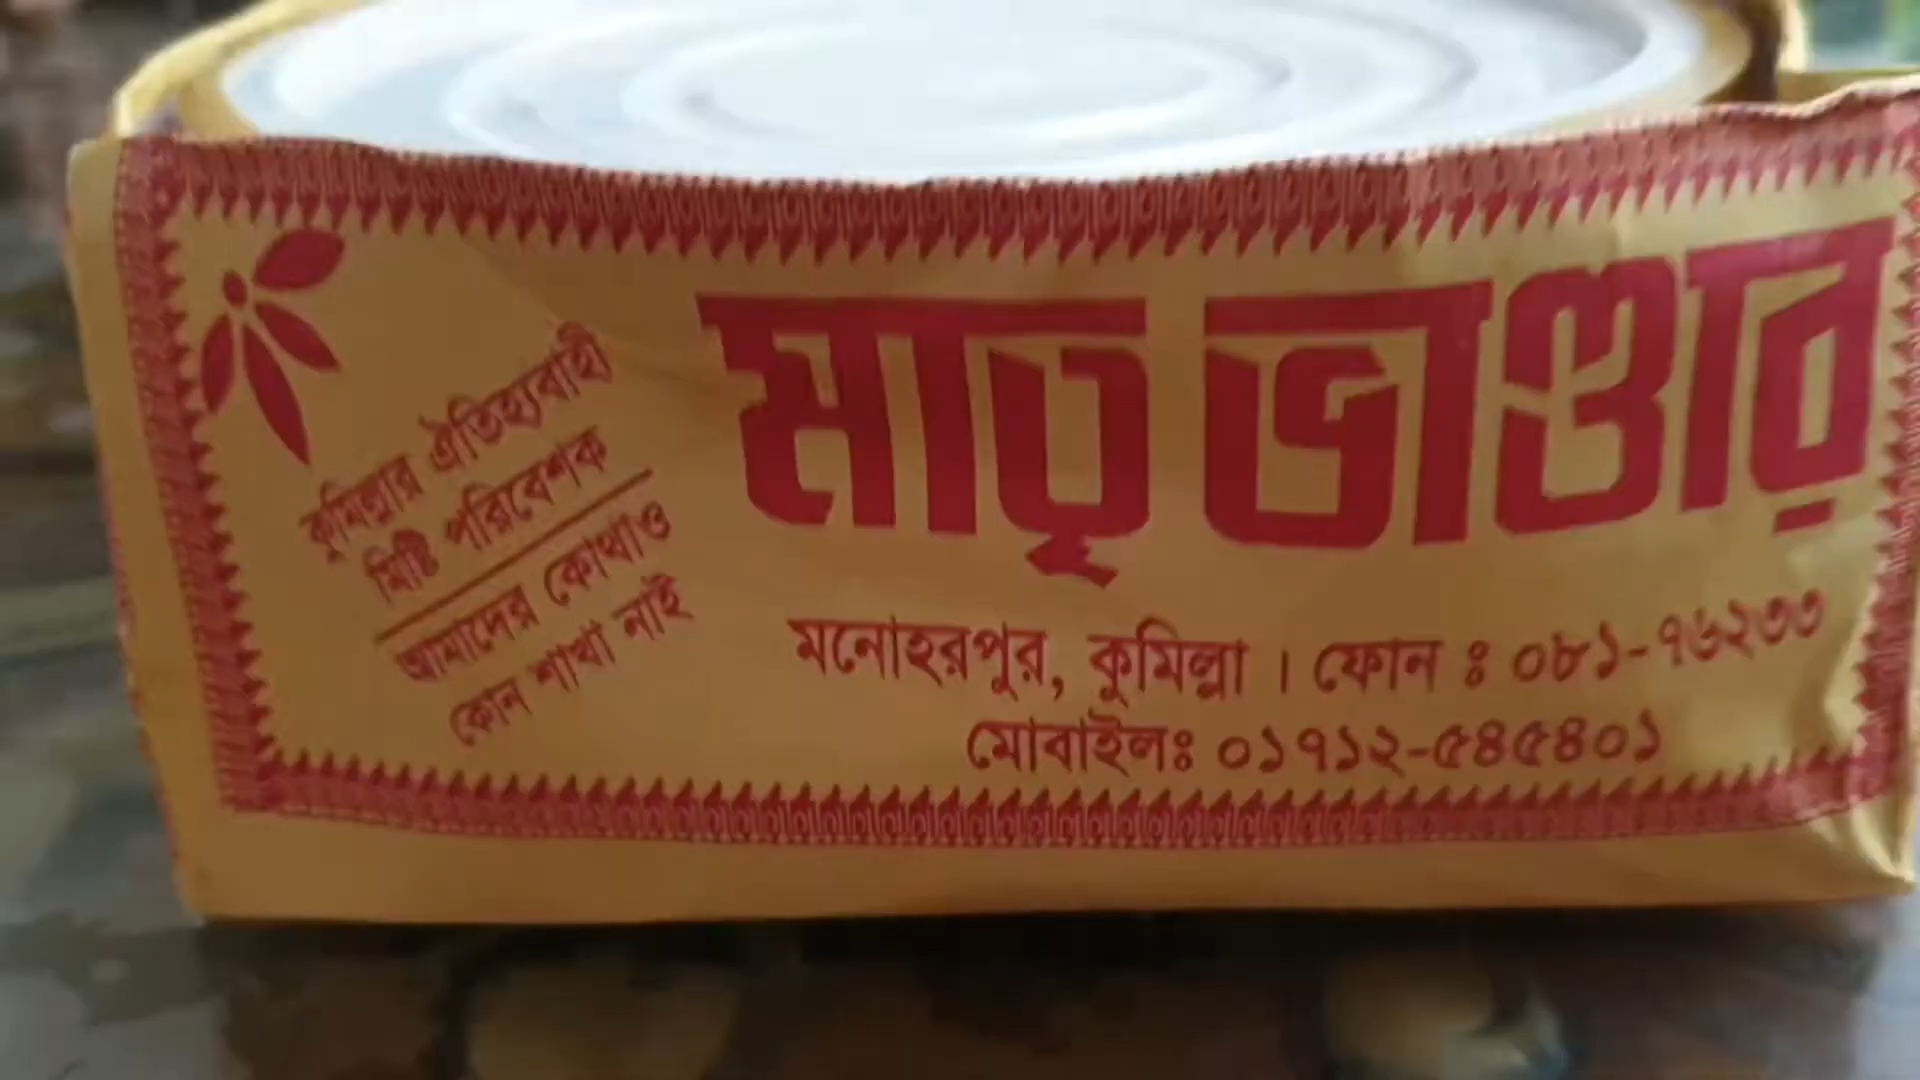 কুমিল্লার ঐতিহ্যবাহী
মিষ্টি পরিবেশক
আমাদের কোথাও
কোন শাখা নাই
মাতৃ ভাণ্ডার
মনোহরপুর, কুমিল্লা । ফোন ঃ ০৮১-৭৬২৩৩
মোবাইলঃ ০১৭১২-৫৪৫৪০১